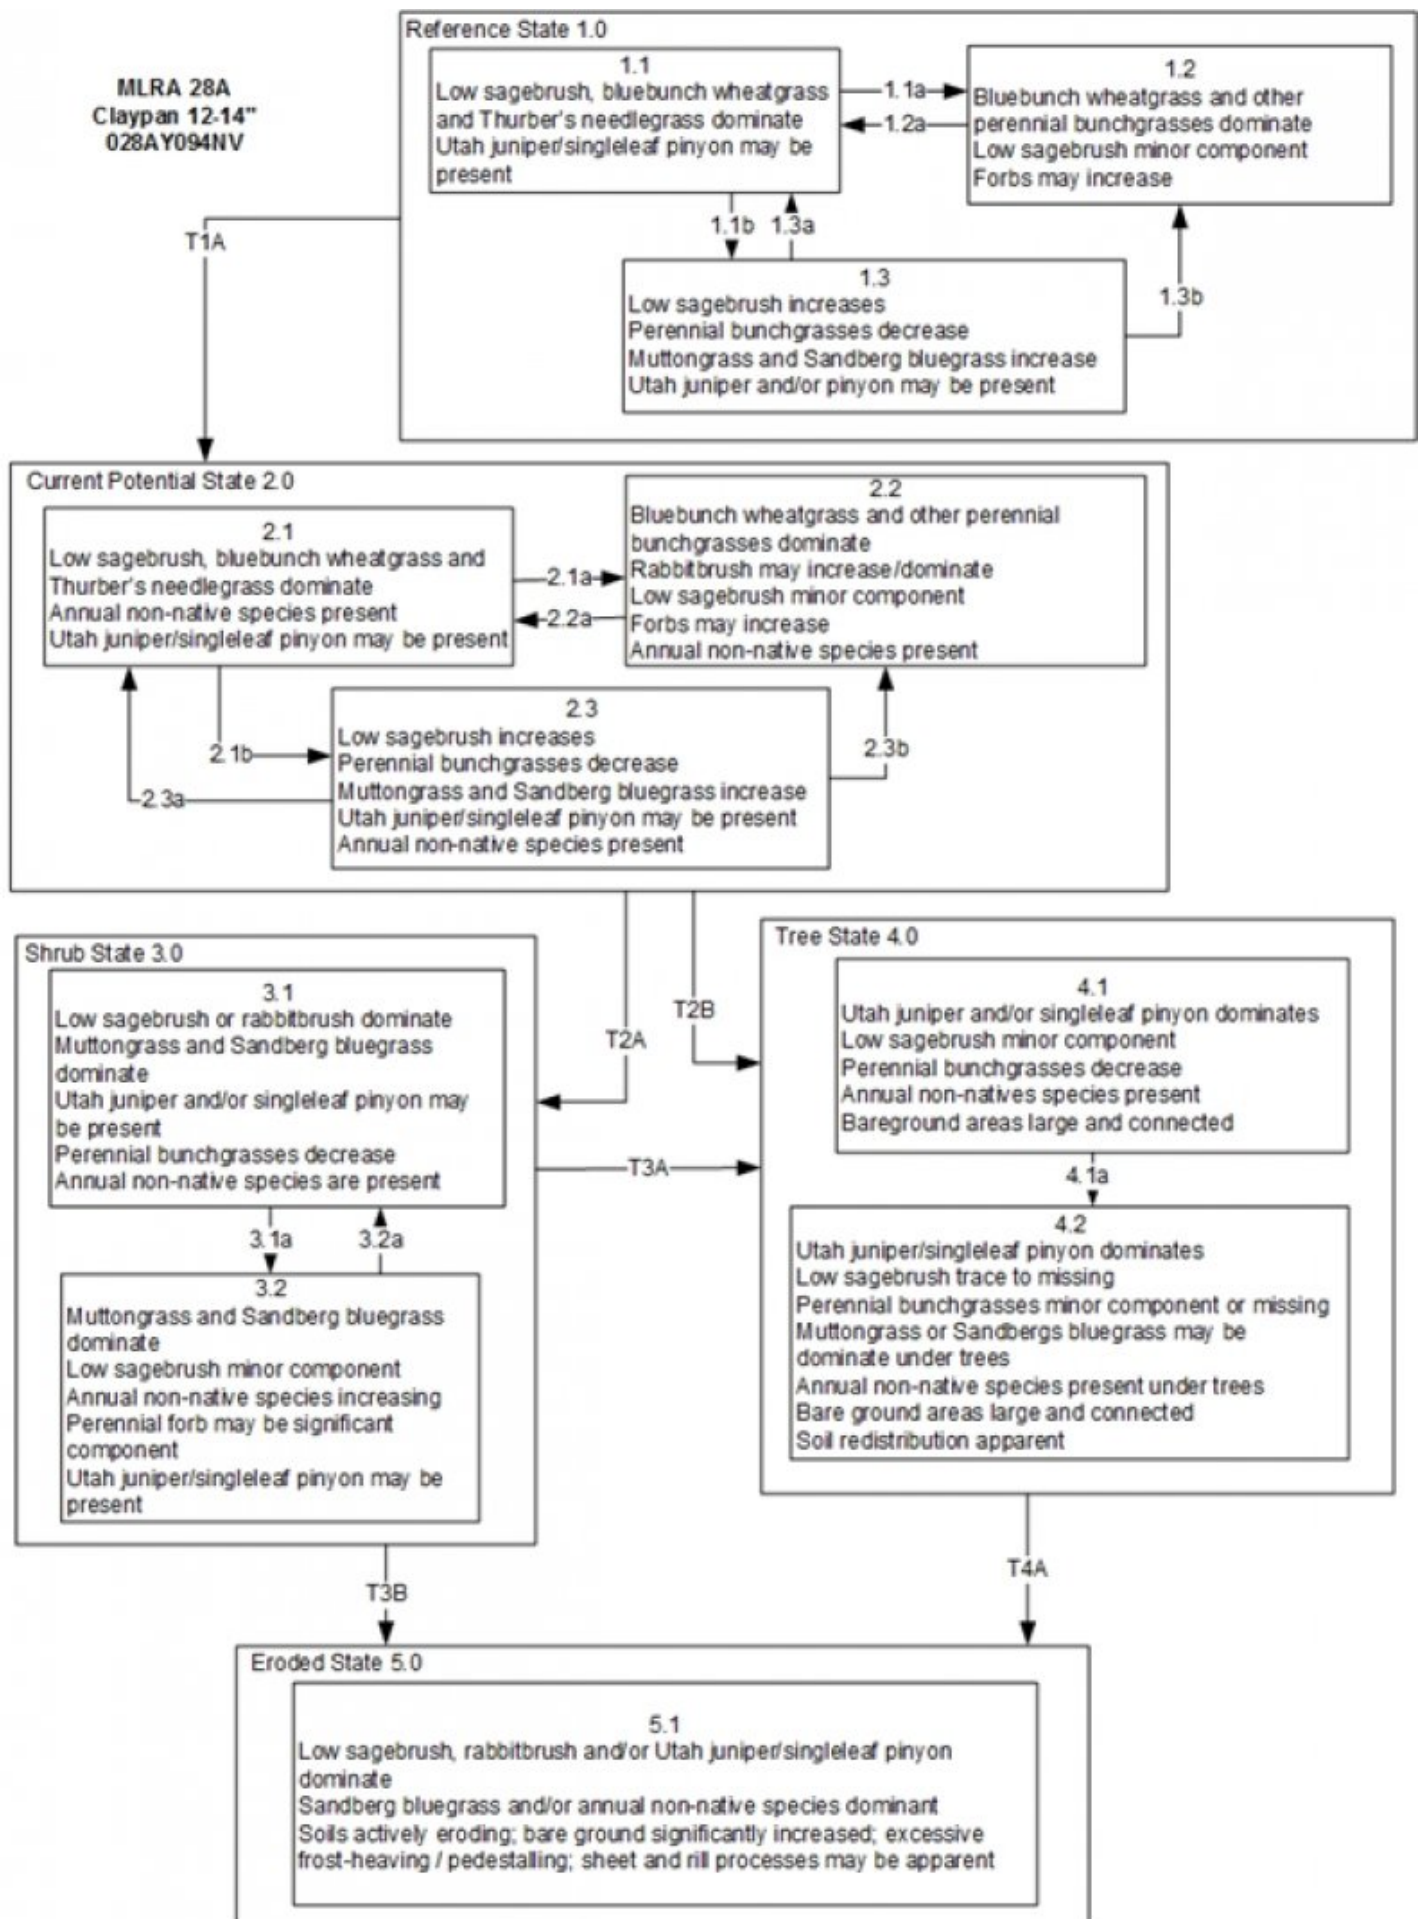 MLRA 28A
Claypan 12-14"
028AY094NV
Reference State 1.0
1.1
Low sagebrush, bluebunch wheatgrass
and Thurber's needlegrass dominate
Utah juniper/singleleaf pinyon may be
present
1.1a
1.2a
1.2
Bluebunch wheatgrass and other
perennial bunchgrasses dominate
Low sagebrush minor component
Forbs may increase
1.1b
1.3a
1.3b
1.3
Low sagebrush increases
Perennial bunchgrasses decrease
Muttongrass and Sandberg bluegrass increase
Utah juniper and/or pinyon may be present
T1A
Current Potential State 2.0
2.1
Low sagebrush, bluebunch wheatgrass and
Thurber's needlegrass dominate
Annual non-native species present
Utah juniper/singleleaf pinyon may be present
2.1a
2.2a
2.2
Bluebunch wheatgrass and other perennial
bunchgrasses dominate
Rabbitbrush may increase/dominate
Low sagebrush minor component
Forbs may increase
Annual non-native species present
2.1b
2.3a
2.3b
2.3
Low sagebrush increases
Perennial bunchgrasses decrease
Muttongrass and Sandberg bluegrass increase
Utah juniper/singleleaf pinyon may be present
Annual non-native species present
T2A
T2B
Shrub State 3.0
3.1
Low sagebrush or rabbitbrush dominate
Muttongrass and Sandberg bluegrass
dominate
Utah juniper and/or singleleaf pinyon may
be present
Perennial bunchgrasses decrease
Annual non-native species are present
3.1a
3.2a
3.2
Muttongrass and Sandberg bluegrass
dominate
Low sagebrush minor component
Annual non-native species increasing
Perennial forb may be significant
component
Utah juniper/singleleaf pinyon may be
present
T3A
Tree State 4.0
4.1
Utah juniper and/or singleleaf pinyon dominates
Low sagebrush minor component
Perennial bunchgrasses decrease
Annual non-natives species present
Bareground areas large and connected
4.1a
4.2
Utah juniper/singleleaf pinyon dominates
Low sagebrush trace to missing
Perennial bunchgrasses minor component or missing
Muttongrass or Sandbergs bluegrass may be
dominate under trees
Annual non-native species present under trees
Bare ground areas large and connected
Soil redistribution apparent
T3B
T4A
Eroded State 5.0
5.1
Low sagebrush, rabbitbrush and/or Utah juniper/singleleaf pinyon
dominate
Sandberg bluegrass and/or annual non-native species dominant
Soils actively eroding; bare ground significantly increased; excessive
frost-heaving / pedestalling; sheet and rill processes may be apparent